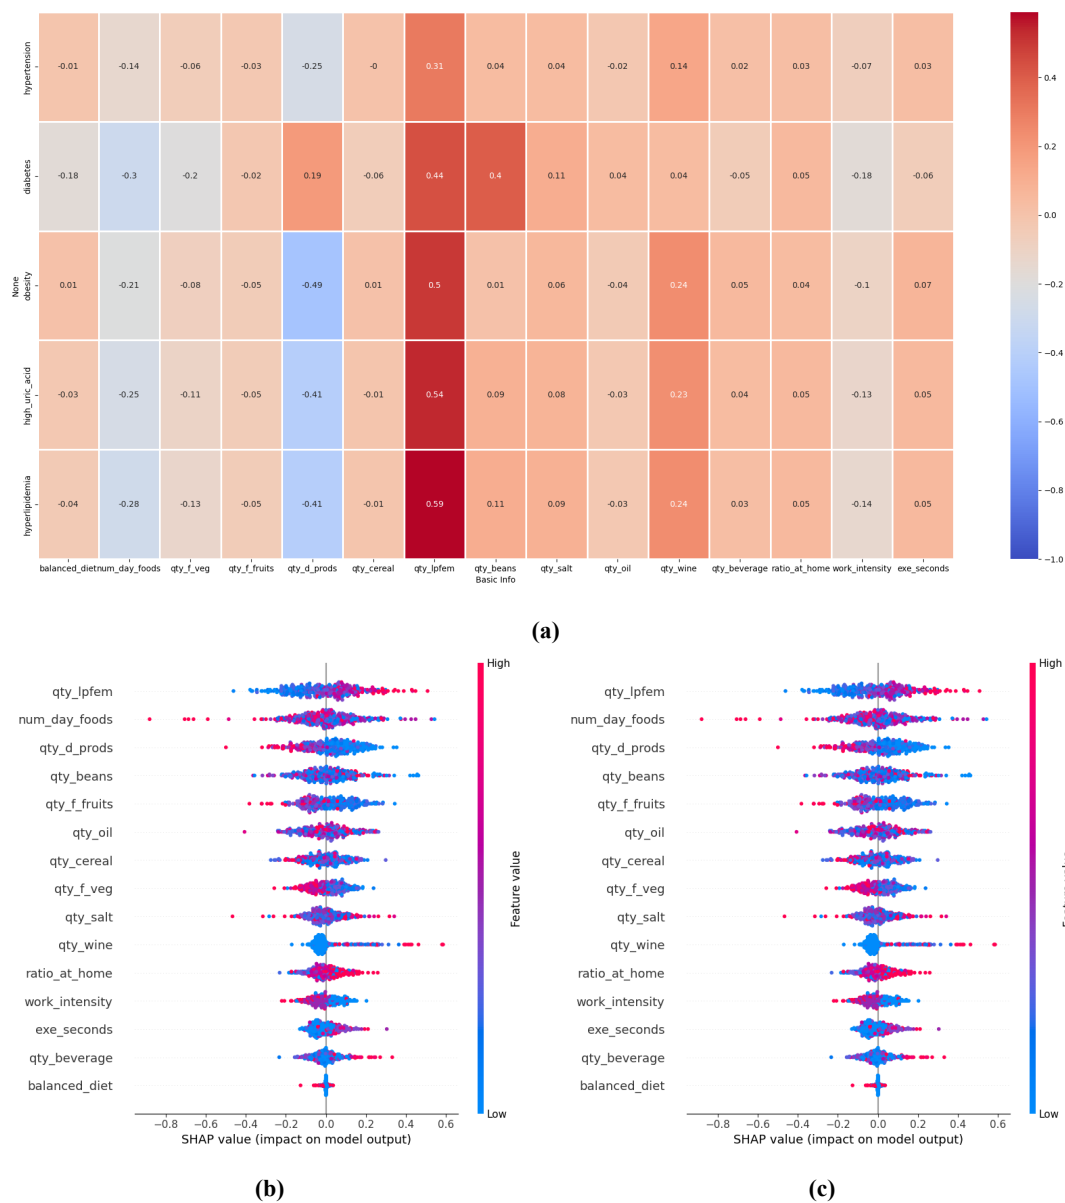 hypertension -0.01 -0.14 -0.06 -0.03 -0.25 -0 0.31 0.04 0.04 -0.02 0.14 0.02 0.03 -0.07 0.03
diabetes -0.18 -0.3 -0.2 -0.02 0.19 -0.06 0.44 0.4 0.11 0.04 0.04 -0.05 0.05 -0.18 -0.06
None
obesity 0.01 -0.21 -0.08 -0.05 -0.49 0.01 0.5 0.01 0.06 -0.04 0.24 0.05 0.04 -0.1 0.07
high_uric_acid -0.03 -0.25 -0.11 -0.05 -0.41 -0.01 0.54 0.09 0.08 -0.03 0.23 0.04 0.05 -0.13 0.05
hyperlipidemia -0.04 -0.28 -0.13 -0.05 -0.41 -0.01 0.59 0.11 0.09 -0.03 0.24 0.03 0.05 -0.14 0.05
balanced_diet num_day_foods qty_f_veg qty_f_fruits qty_d_prods qty_cereal qty_lpfem qty_beans qty_salt qty_oil qty_wine qty_beverage ratio_at_home work_intensity exe_seconds
Basic Info
0.4
0.2
0.0
−0.2
−0.4
−0.6
−0.8
−1.0
(a)
qty_lpfem
num_day_foods
qty_d_prods
qty_beans
qty_f_fruits
qty_oil
qty_cereal
qty_f_veg
qty_salt
qty_wine
ratio_at_home
work_intensity
exe_seconds
qty_beverage
balanced_diet
−0.8 −0.6 −0.4 −0.2 0.0 0.2 0.4 0.6
SHAP value (impact on model output)
High
Feature value
Low
(b)
qty_lpfem
num_day_foods
qty_d_prods
qty_beans
qty_f_fruits
qty_oil
qty_cereal
qty_f_veg
qty_salt
qty_wine
ratio_at_home
work_intensity
exe_seconds
qty_beverage
balanced_diet
−0.8 −0.6 −0.4 −0.2 0.0 0.2 0.4 0.6
SHAP value (impact on model output)
High
Low
(c)